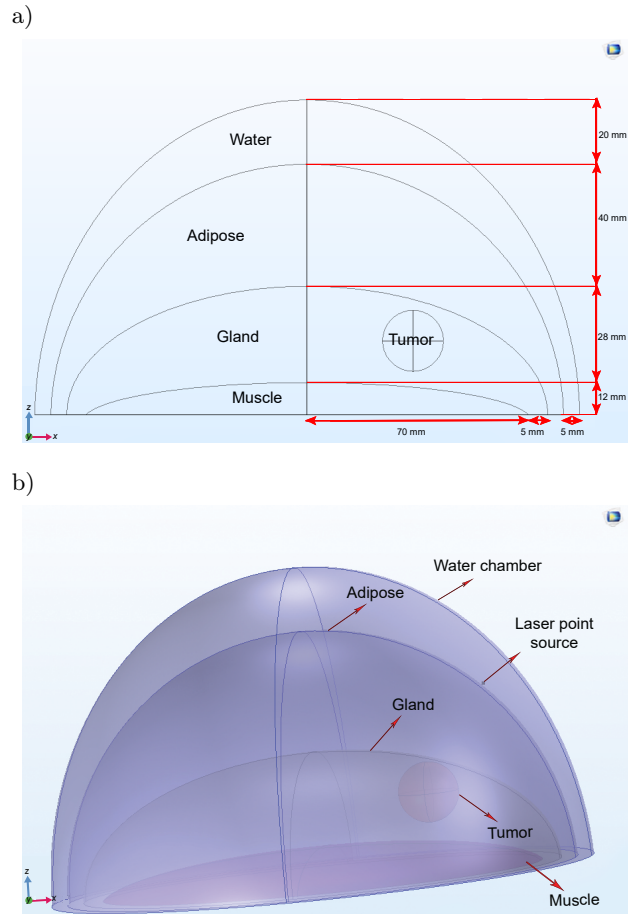 a)
Water
20 mm
Adipose
40 mm
Gland
Tumor
28 mm
Muscle
12 mm
z
y
x
70 mm
5 mm
5 mm
b)
Water chamber
Adipose
Laser point
source
Gland
Tumor
Muscle
z
y
x